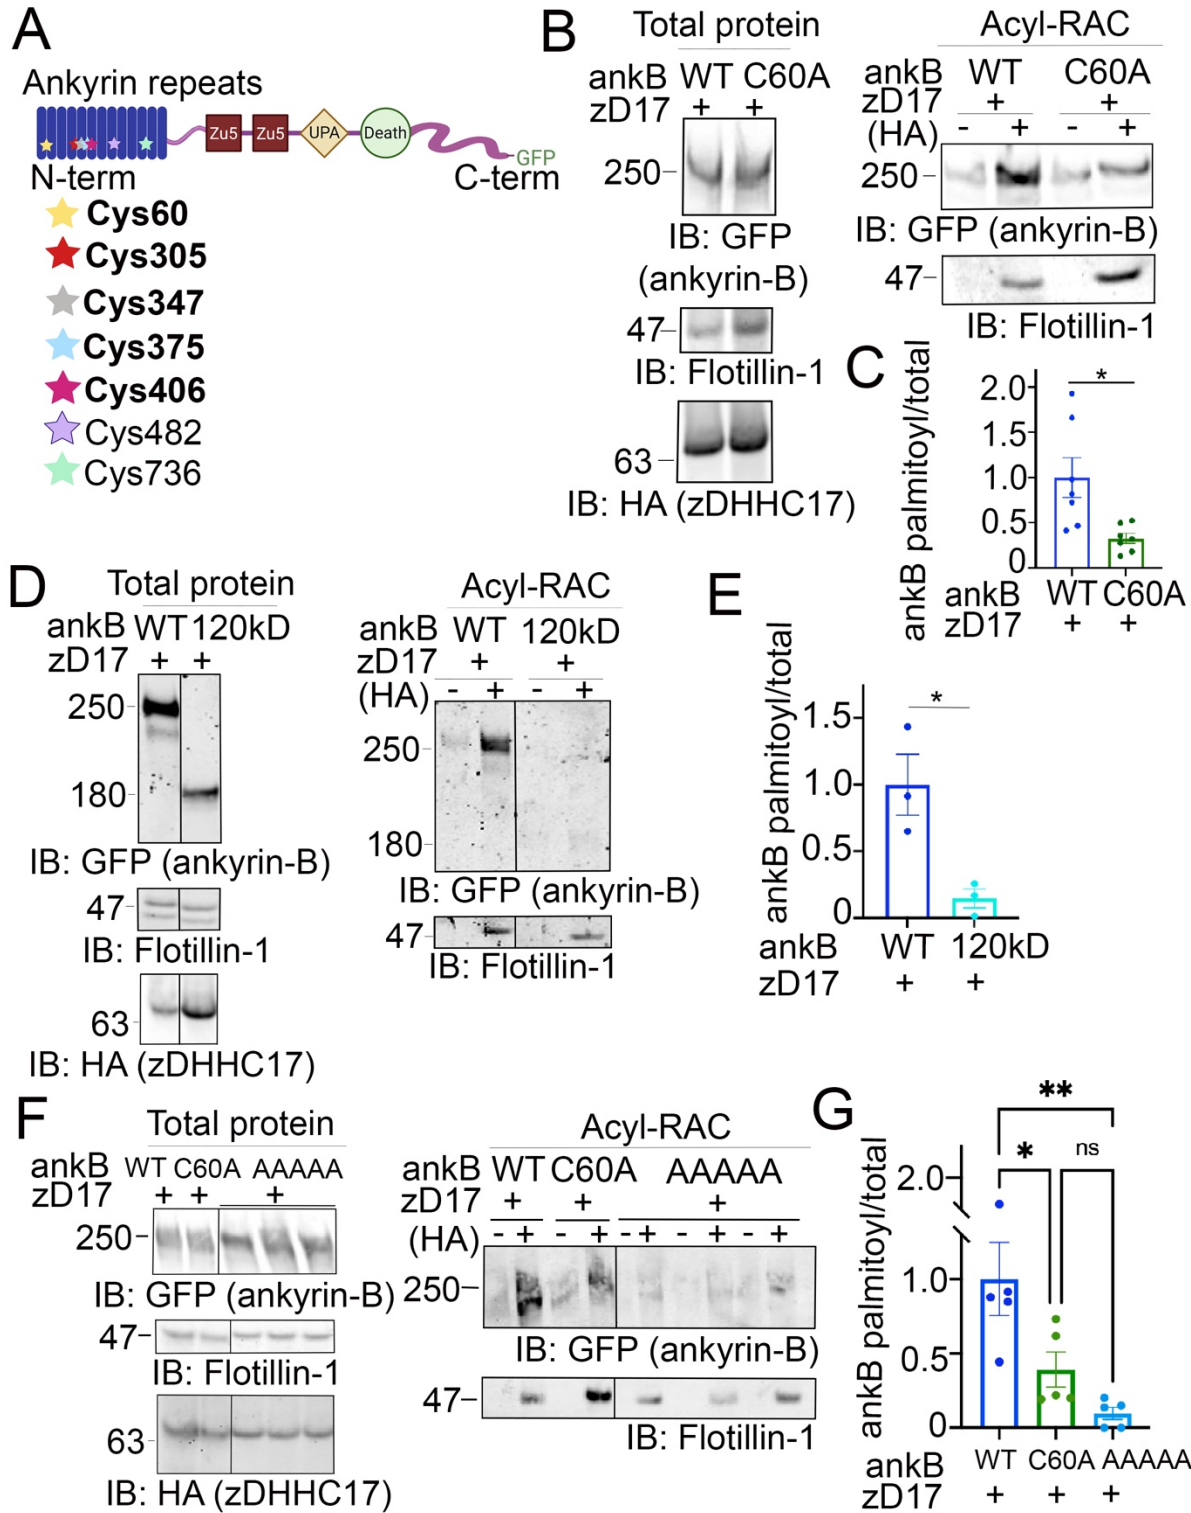 A
Ankyrin repeats
Zu5 Zu5 UPA Death
GFP
N-term C-term
Cys60
Cys305
Cys347
Cys375
Cys406
Cys482
Cys736
B
Total protein
ankB WT C60A
zD17 + +
250
IB: GFP
(ankyrin-B)
47
IB: Flotillin-1
63
IB: HA (zDHHC17)
Acyl-RAC
ankB WT C60A
zD17 + +
(HA) - + - +
250
IB: GFP (ankyrin-B)
47
IB: Flotillin-1
C
ankB palmitoyl/total
2.0
1.5
1.0
0.5
0
*
ankB WT C60A
zD17 + +
D
Total protein
ankB WT 120kD
zD17 + +
250
180
IB: GFP (ankyrin-B)
47
IB: Flotillin-1
63
IB: HA (zDHHC17)
Acyl-RAC
ankB WT 120kD
zD17 + +
(HA) - + - +
250
180
IB: GFP (ankyrin-B)
47
IB: Flotillin-1
E
ankB palmitoyl/total
1.5
1.0
0.5
0
*
ankB WT 120kD
zD17 + +
F
Total protein
ankB WT C60A AAAAA
zD17 + + +
250
IB: GFP (ankyrin-B)
47
IB: Flotillin-1
63
IB: HA (zDHHC17)
Acyl-RAC
ankB WT C60A AAAAA
zD17 + + +
(HA) - + - + - + - + - +
250
IB: GFP (ankyrin-B)
47
IB: Flotillin-1
G
ankB palmitoyl/total
2.0
1.0
0.5
0
**
* ns
ankB WT C60A AAAAA
zD17 + + +